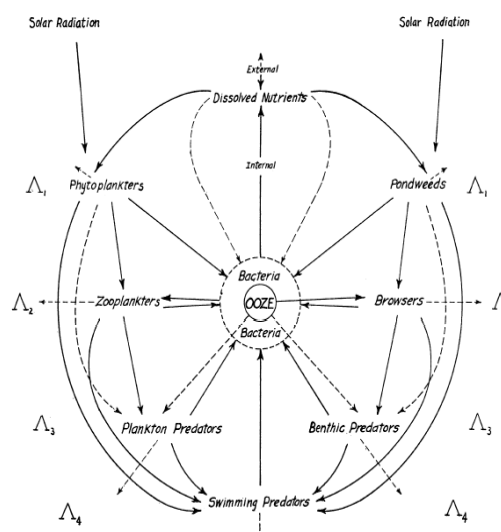 Solar Radiation
Solar Radiation
External
Dissolved Nutrients
Internal
Λ₁
Phytoplankters
Pondweeds
Λ₁
Bacteria
Λ₂
Zooplankters
OOZE
Browsers
Λ
Bacteria
Λ₃
Plankton Predators
Benthic Predators
Λ₃
Λ₄
Swimming Predators
Λ₄